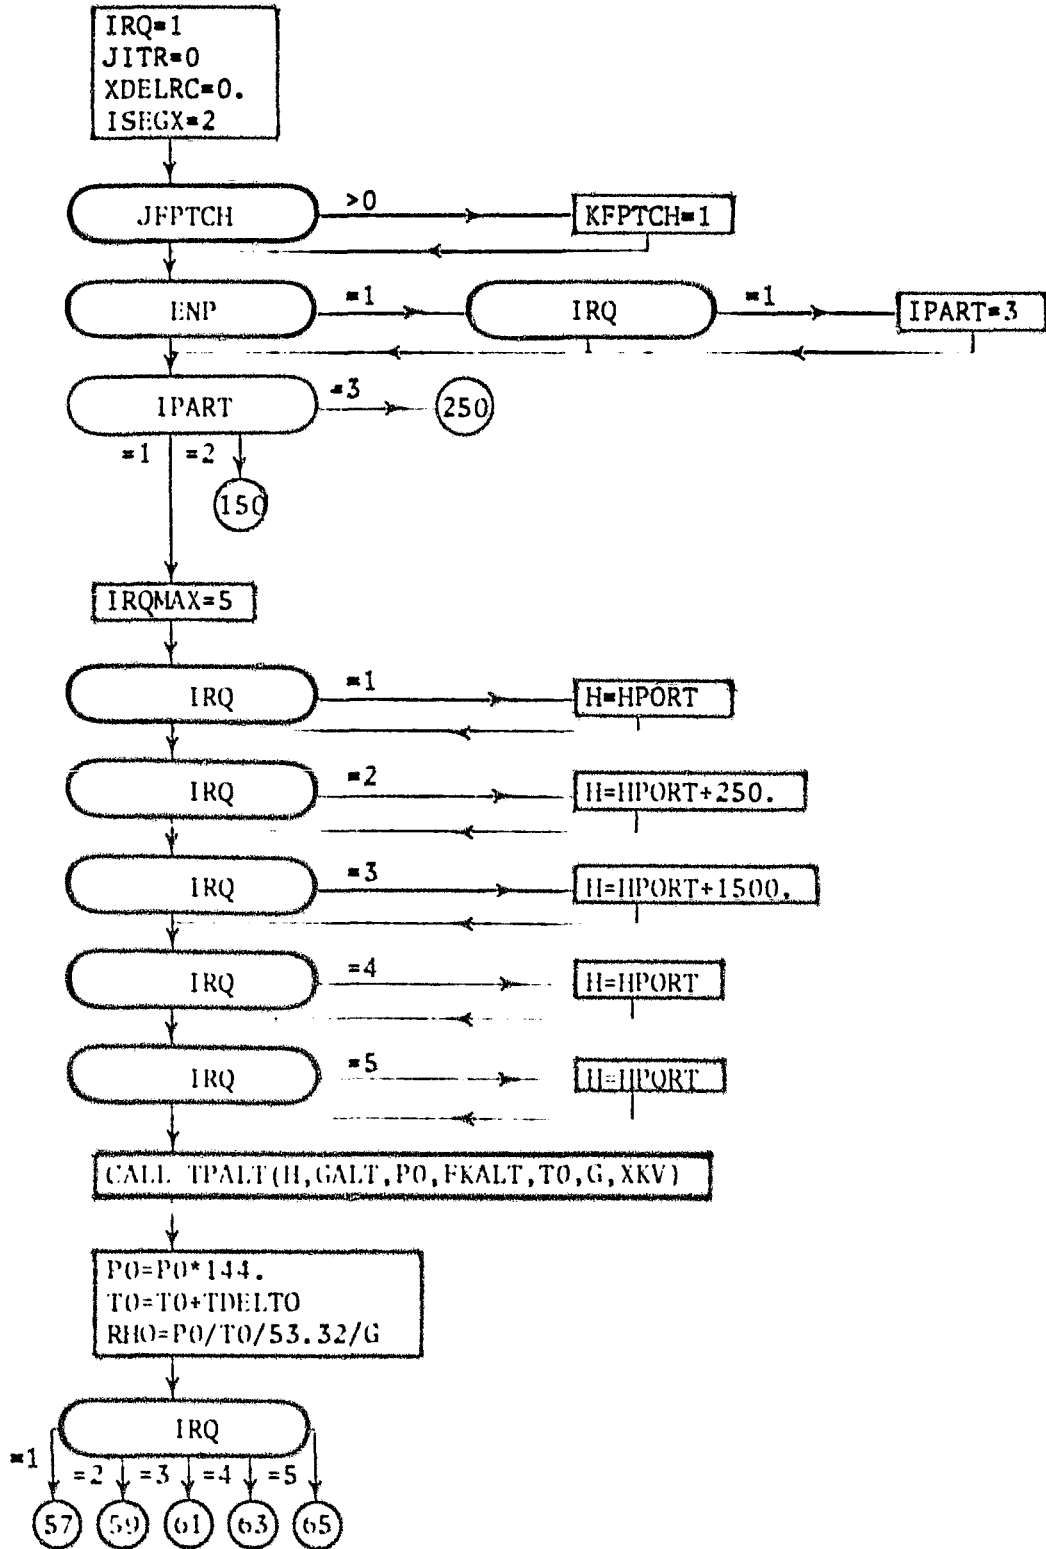 IRQ=1
JITR=0
XDELRC=0.
ISEGX=2
JFPTCH
>0
KFPTCH=1
ENP
=1
IRQ
=1
IPART=3
IPART
=3
250
=1
=2
150
IRQMAX=5
IRQ
=1
H=HPORT
IRQ
=2
H=HPORT+250.
IRQ
=3
H=HPORT+1500.
IRQ
=4
H=HPORT
IRQ
=5
H=HPORT
CALL TPALT(H,GALT,P0,FKALT,T0,G,XKV)
P0=P0*144.
T0=T0+TDELTO
RHO=P0/T0/53.32/G
IRQ
=1
=2
=3
=4
=5
57
59
61
63
65